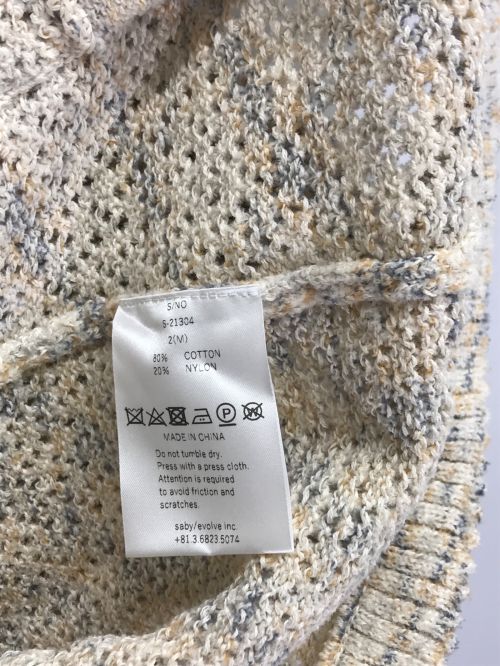 S/NO
S-21304
2(M)
80% COTTON
20% NYLON
P W
MADE IN CHINA
Do not tumble dry.
Press with a press cloth.
Attention is required
to avoid friction and
scratches.
saby/evolve inc.
+81.3.6823.5074